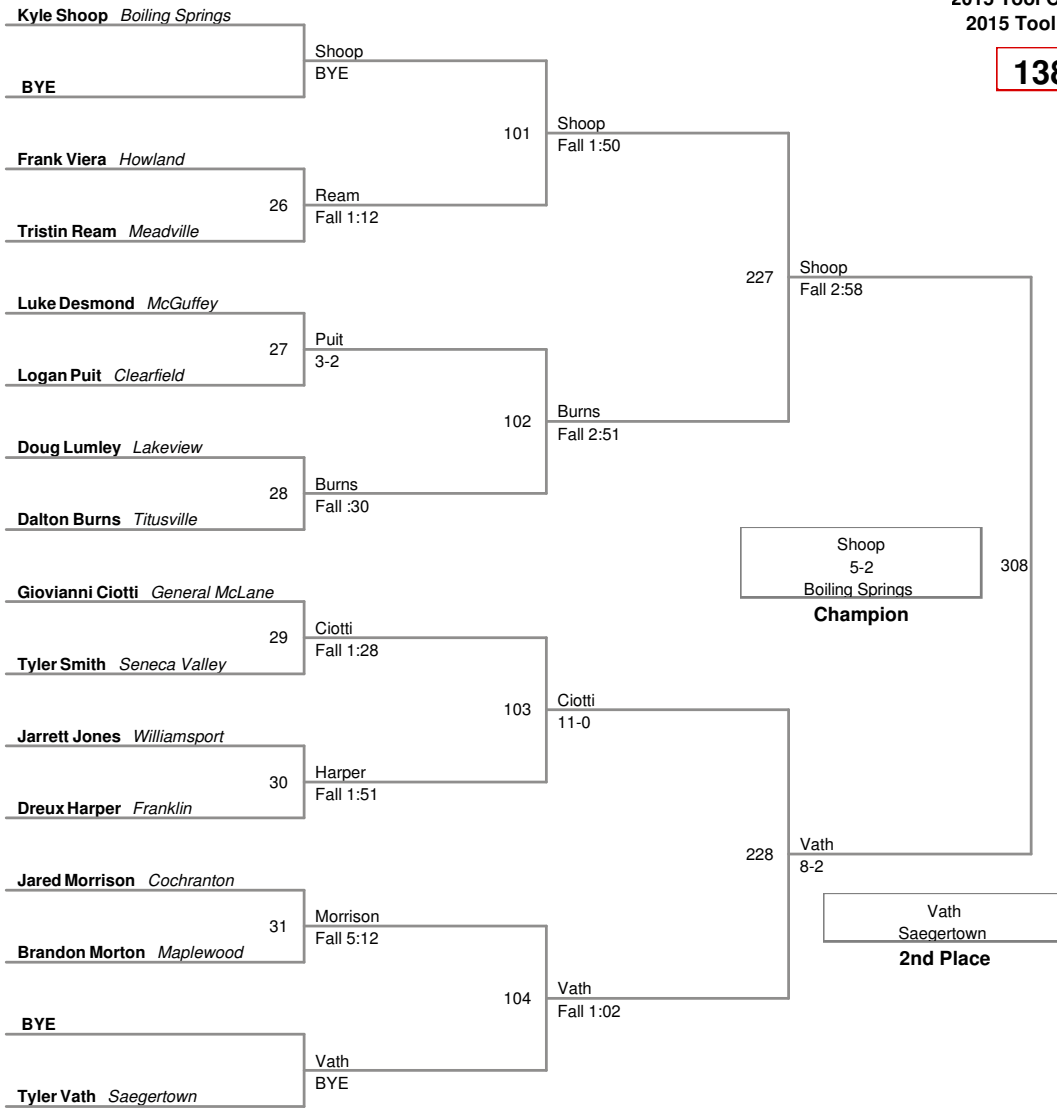 2015 Tool
138
Kyle Shoop Boiling Springs
Shoop
BYE
BYE
101
Shoop
Fall 1:50
Frank Viera Howland
26
Ream
Fall 1:12
Tristin Ream Meadville
227
Shoop
Fall 2:58
Luke Desmond McGuffey
27
Puit
3-2
Logan Puit Clearfield
102
Burns
Fall 2:51
Doug Lumley Lakeview
28
Burns
Fall :30
Dalton Burns Titusville
Shoop
5-2
Boiling Springs
Champion
308
Giovianni Ciotti General McLane
29
Ciotti
Fall 1:28
Tyler Smith Seneca Valley
103
Ciotti
11-0
Jarrett Jones Williamsport
30
Harper
Fall 1:51
Dreux Harper Franklin
228
Vath
8-2
Jared Morrison Cochranton
31
Morrison
Fall 5:12
Brandon Morton Maplewood
Vath
Saegertown
2nd Place
104
Vath
Fall 1:02
BYE
Vath
BYE
Tyler Vath Saegertown